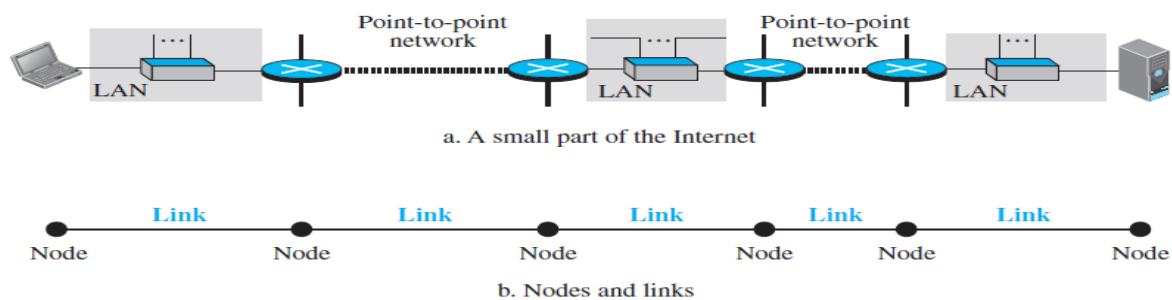 Point-to-point
network
Point-to-point
network
LAN
LAN
LAN
a. A small part of the Internet
Link
Link
Link
Link
Link
Node
Node
Node
Node
Node
Node
b. Nodes and links